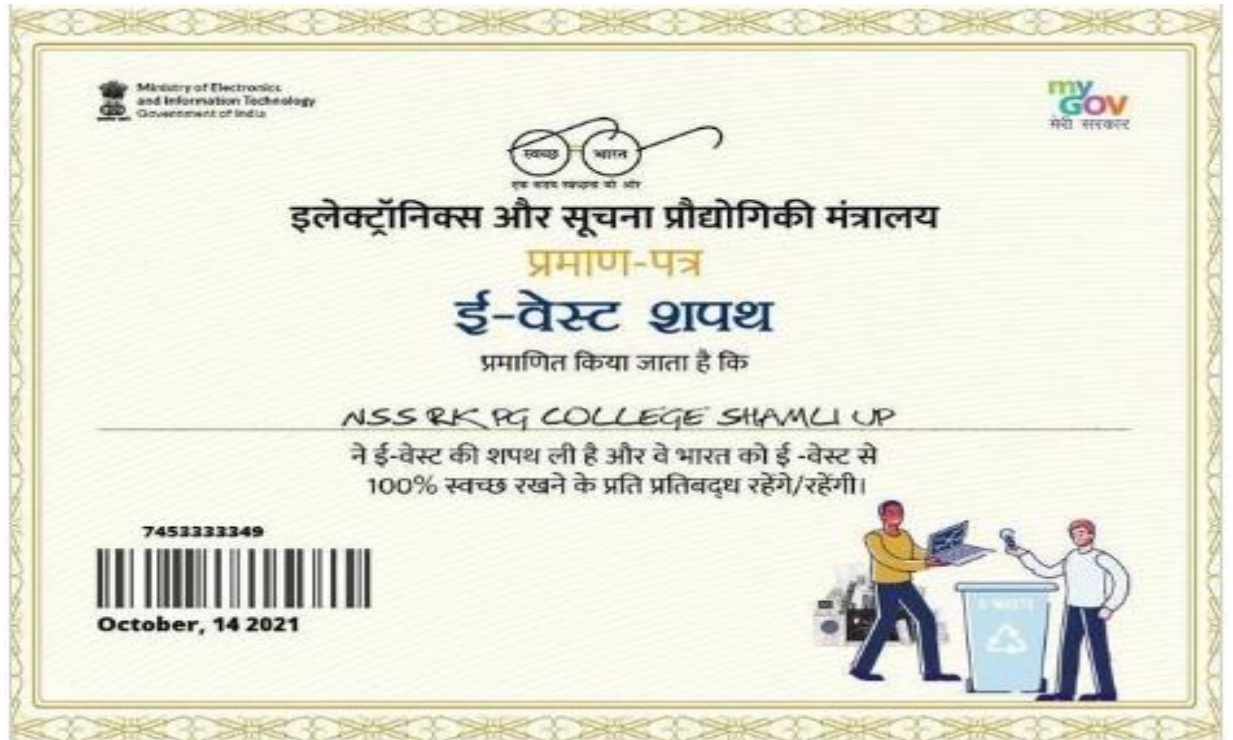 Ministry of Electronics
and Information Technology
Government of India
my
GOV
मेरी सरकार
स्वच्छ भारत
एक कदम स्वच्छता की ओर
इलेक्ट्रॉनिक्स और सूचना प्रौद्योगिकी मंत्रालय
प्रमाण-पत्र
ई-वेस्ट शपथ
प्रमाणित किया जाता है कि
NSS RK PG COLLEGE SHAMLI UP
ने ई-वेस्ट की शपथ ली है और वे भारत को ई -वेस्ट से
100% स्वच्छ रखने के प्रति प्रतिबद्ध रहेंगे/रहेंगी।
7453333349
October, 14 2021
E-WASTE